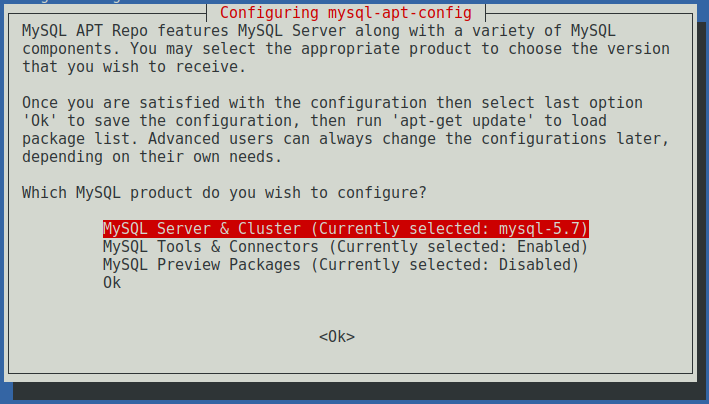 Configuring mysql-apt-config
MySQL APT Repo features MySQL Server along with a variety of MySQL
components. You may select the appropriate product to choose the version
that you wish to receive.
Once you are satisfied with the configuration then select last option
'Ok' to save the configuration, then run 'apt-get update' to load
package list. Advanced users can always change the configurations later,
depending on their own needs.
Which MySQL product do you wish to configure?
MySQL Server & Cluster (Currently selected: mysql-5.7)
MySQL Tools & Connectors (Currently selected: Enabled)
MySQL Preview Packages (Currently selected: Disabled)
Ok
<Ok>